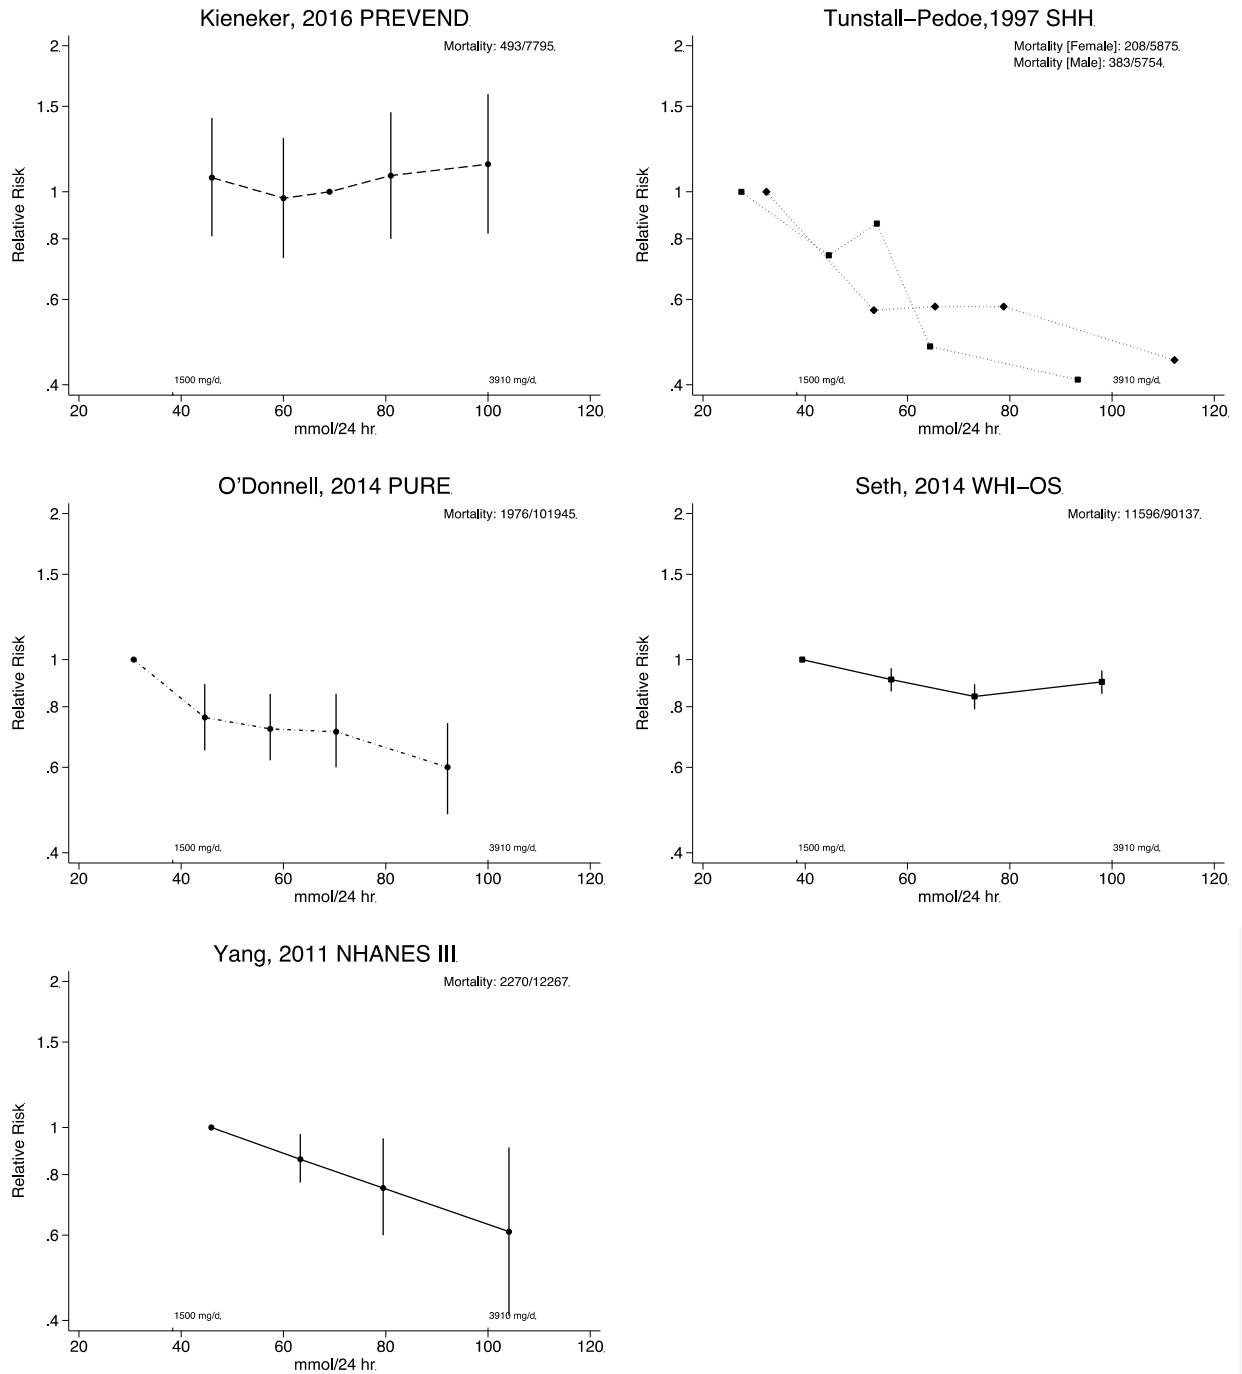 Kieneker, 2016 PREVEND
Mortality: 493/7795
2
1.5
1
.8
.6
.4
Relative Risk
1500 mg/d
3910 mg/d
20 40 60 80 100 120
mmol/24 hr
Tunstall–Pedoe,1997 SHH
Mortality [Female]: 208/5875
Mortality [Male]: 383/5754
2
1.5
1
.8
.6
.4
Relative Risk
1500 mg/d
3910 mg/d
20 40 60 80 100 120
mmol/24 hr
O'Donnell, 2014 PURE
Mortality: 1976/101945
2
1.5
1
.8
.6
.4
Relative Risk
1500 mg/d
3910 mg/d
20 40 60 80 100 120
mmol/24 hr
Seth, 2014 WHI–OS
Mortality: 11596/90137
2
1.5
1
.8
.6
.4
Relative Risk
1500 mg/d
3910 mg/d
20 40 60 80 100 120
mmol/24 hr
Yang, 2011 NHANES III
Mortality: 2270/12267
2
1.5
1
.8
.6
.4
Relative Risk
1500 mg/d
3910 mg/d
20 40 60 80 100 120
mmol/24 hr